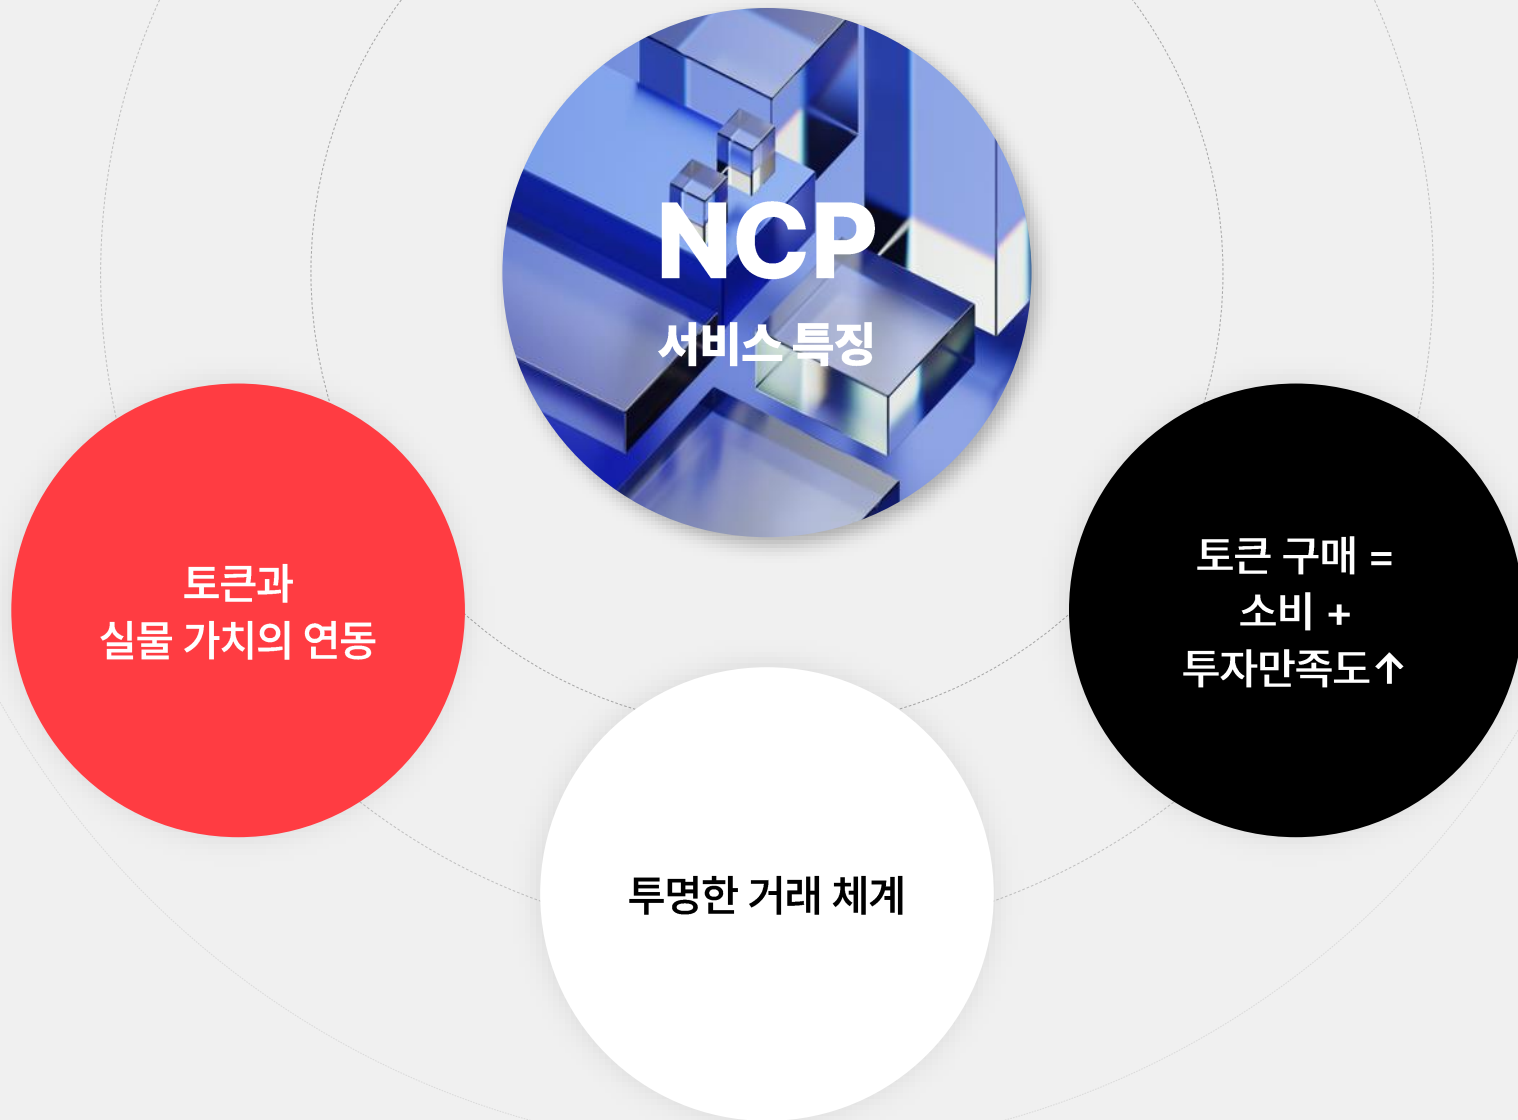 NCP
서비스 특징
토큰과
실물 가치의 연동
토큰 구매 =
소비 +
투자만족도↑
투명한 거래 체계